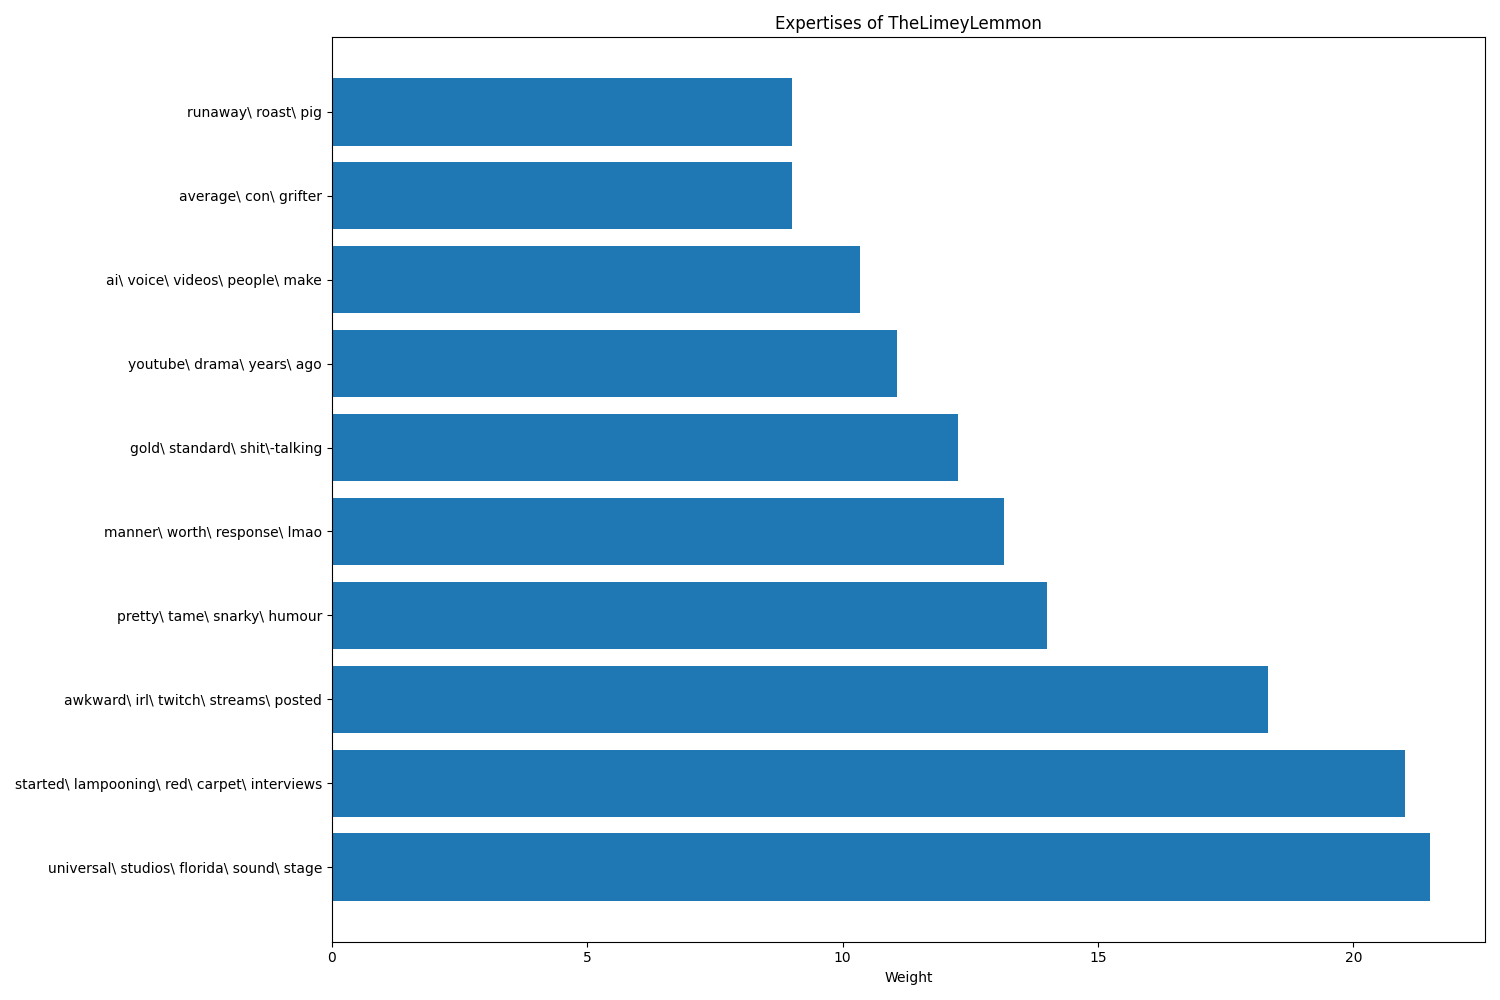 Expertises of TheLimeyLemmon
runaway\ roast\ pig
average\ con\ grifter
ai\ voice\ videos\ people\ make
youtube\ drama\ years\ ago
gold\ standard\ shit\-talking
manner\ worth\ response\ lmao
pretty\ tame\ snarky\ humour
awkward\ irl\ twitch\ streams\ posted
started\ lampooning\ red\ carpet\ interviews
universal\ studios\ florida\ sound\ stage
0 5 10 15 20
Weight